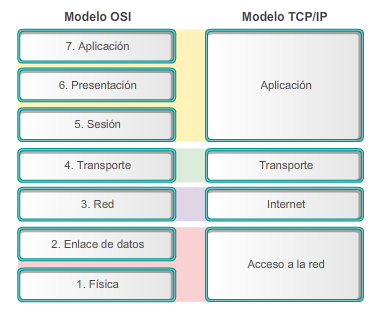 Modelo OSI
Modelo TCP/IP
7. Aplicación
6. Presentación
5. Sesión
Aplicación
4. Transporte
Transporte
3. Red
Internet
2. Enlace de datos
1. Física
Acceso a la red